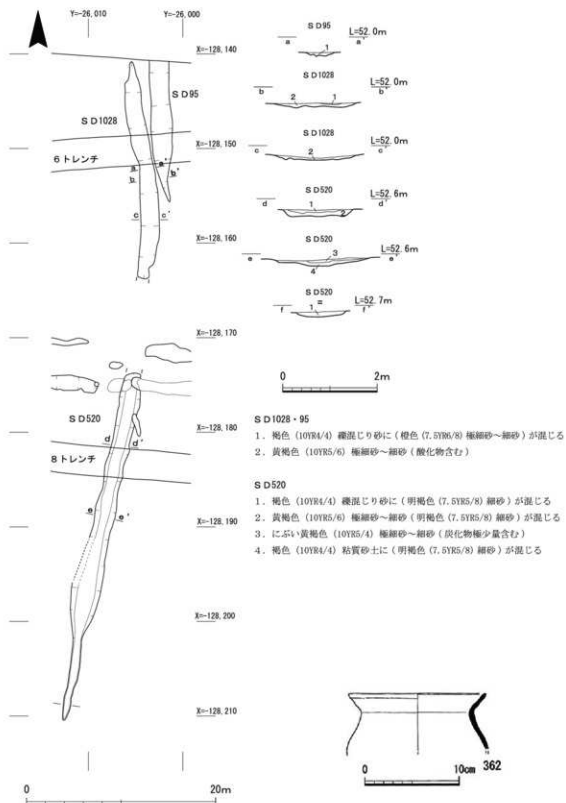 Y=-26,010
Y=-26,000
X=-128,140
SD95
SD1028
X=-128,150
6トレンチ
a a'
b b'
c c'
X=-128,160
X=-128,170
SD520
X=-128,180
d d'
8トレンチ
e e'
X=-128,190
X=-128,200
X=-128,210
0 20m
SD95
L=52.0m
a a'
1
SD1028
L=52.0m
b b'
2 1
SD1028
L=52.0m
c c'
2
SD520
L=52.6m
d d'
1 2
SD520
L=52.6m
e e'
3
4
SD520
L=52.7m
f f'
1
0 2m
SD1028・95
1. 褐色 (10YR4/4) 礫混じり砂に (橙色 (7.5YR6/8) 極細砂～細砂) が混じる
2. 黄褐色 (10YR5/6) 極細砂～細砂 (酸化物含む)
SD520
1. 褐色 (10YR4/4) 礫混じり砂に (明褐色 (7.5YR5/8) 細砂) が混じる
2. 黄褐色 (10YR5/6) 極細砂～細砂 (明褐色 (7.5YR5/8) 細砂) が混じる
3. にぶい黄褐色 (10YR5/4) 極細砂～細砂 (炭化物極少量含む)
4. 褐色 (10YR4/4) 粘質砂土に (明褐色 (7.5YR5/8) 細砂) が混じる
362
0 10cm